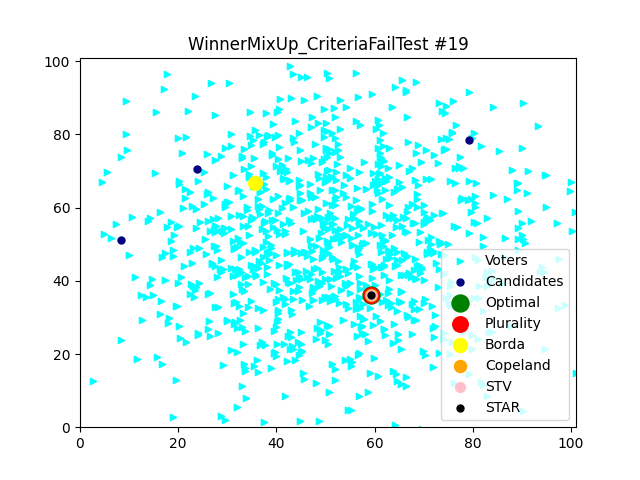 WinnerMixUp_CriteriaFailTest #19
100
80
60
40
20
0
0 20 40 60 80 100
Voters
Candidates
Optimal
Plurality
Borda
Copeland
STV
STAR